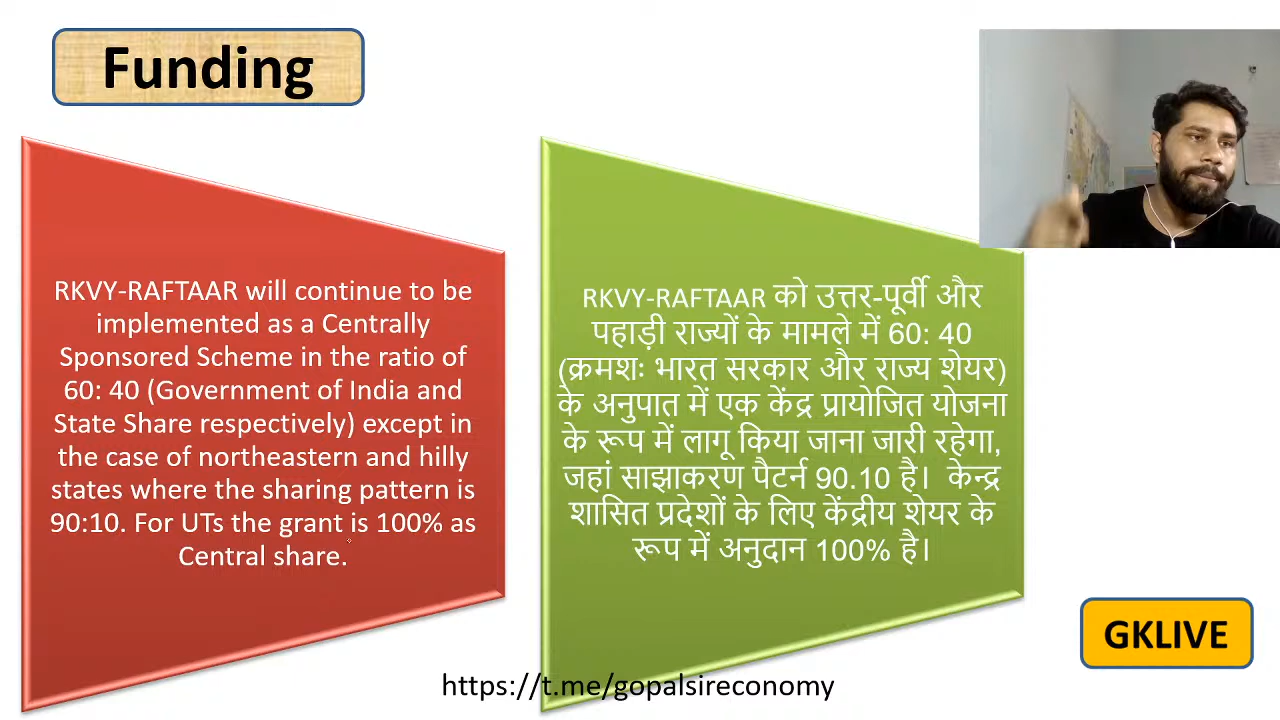 Funding
RKVY-RAFTAAR will continue to be
implemented as a Centrally
Sponsored Scheme in the ratio of
60: 40 (Government of India and
State Share respectively) except in
the case of northeastern and hilly
states where the sharing pattern is
90:10. For UTs the grant is 100% as
Central share.
RKVY-RAFTAAR को उत्तर-पूर्वी और
पहाड़ी राज्यों के मामले में 60: 40
(क्रमशः भारत सरकार और राज्य शेयर)
के अनुपात में एक केंद्र प्रायोजित योजना
के रूप में लागू किया जाना जारी रहेगा,
जहां साझाकरण पैटर्न 90.10 है। केन्द्र
शासित प्रदेशों के लिए केंद्रीय शेयर के
रूप में अनुदान 100% है।
GKLIVE
https://t.me/gopalsireconomy